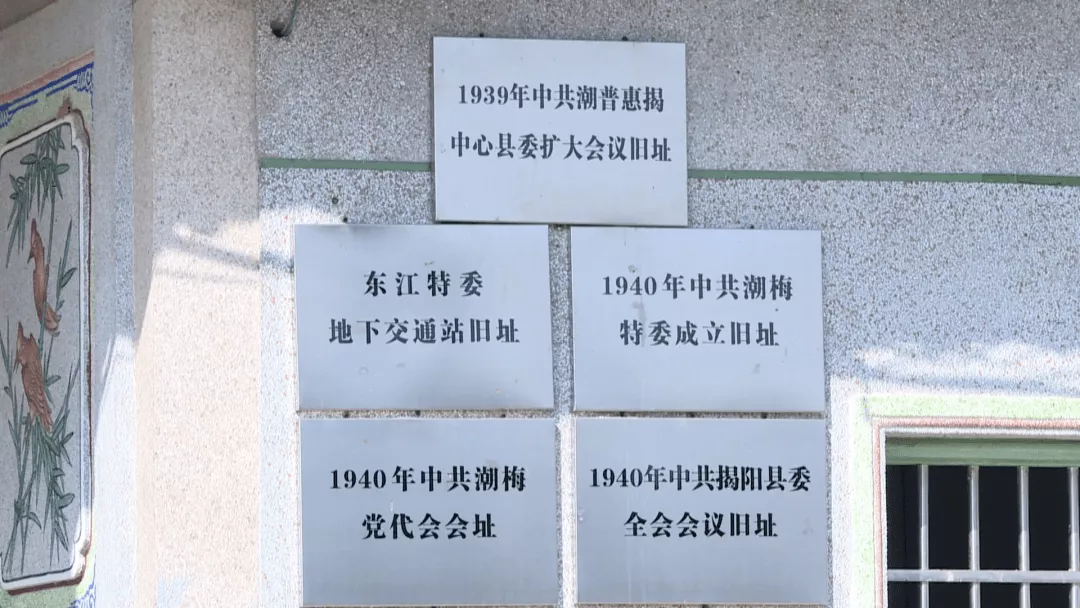 1939年中共潮普惠揭
中心县委扩大会议旧址
东江特委
地下交通站旧址
1940年中共潮梅
特委成立旧址
1940年中共潮梅
党代会会址
1940年中共揭阳县委
全会会议旧址